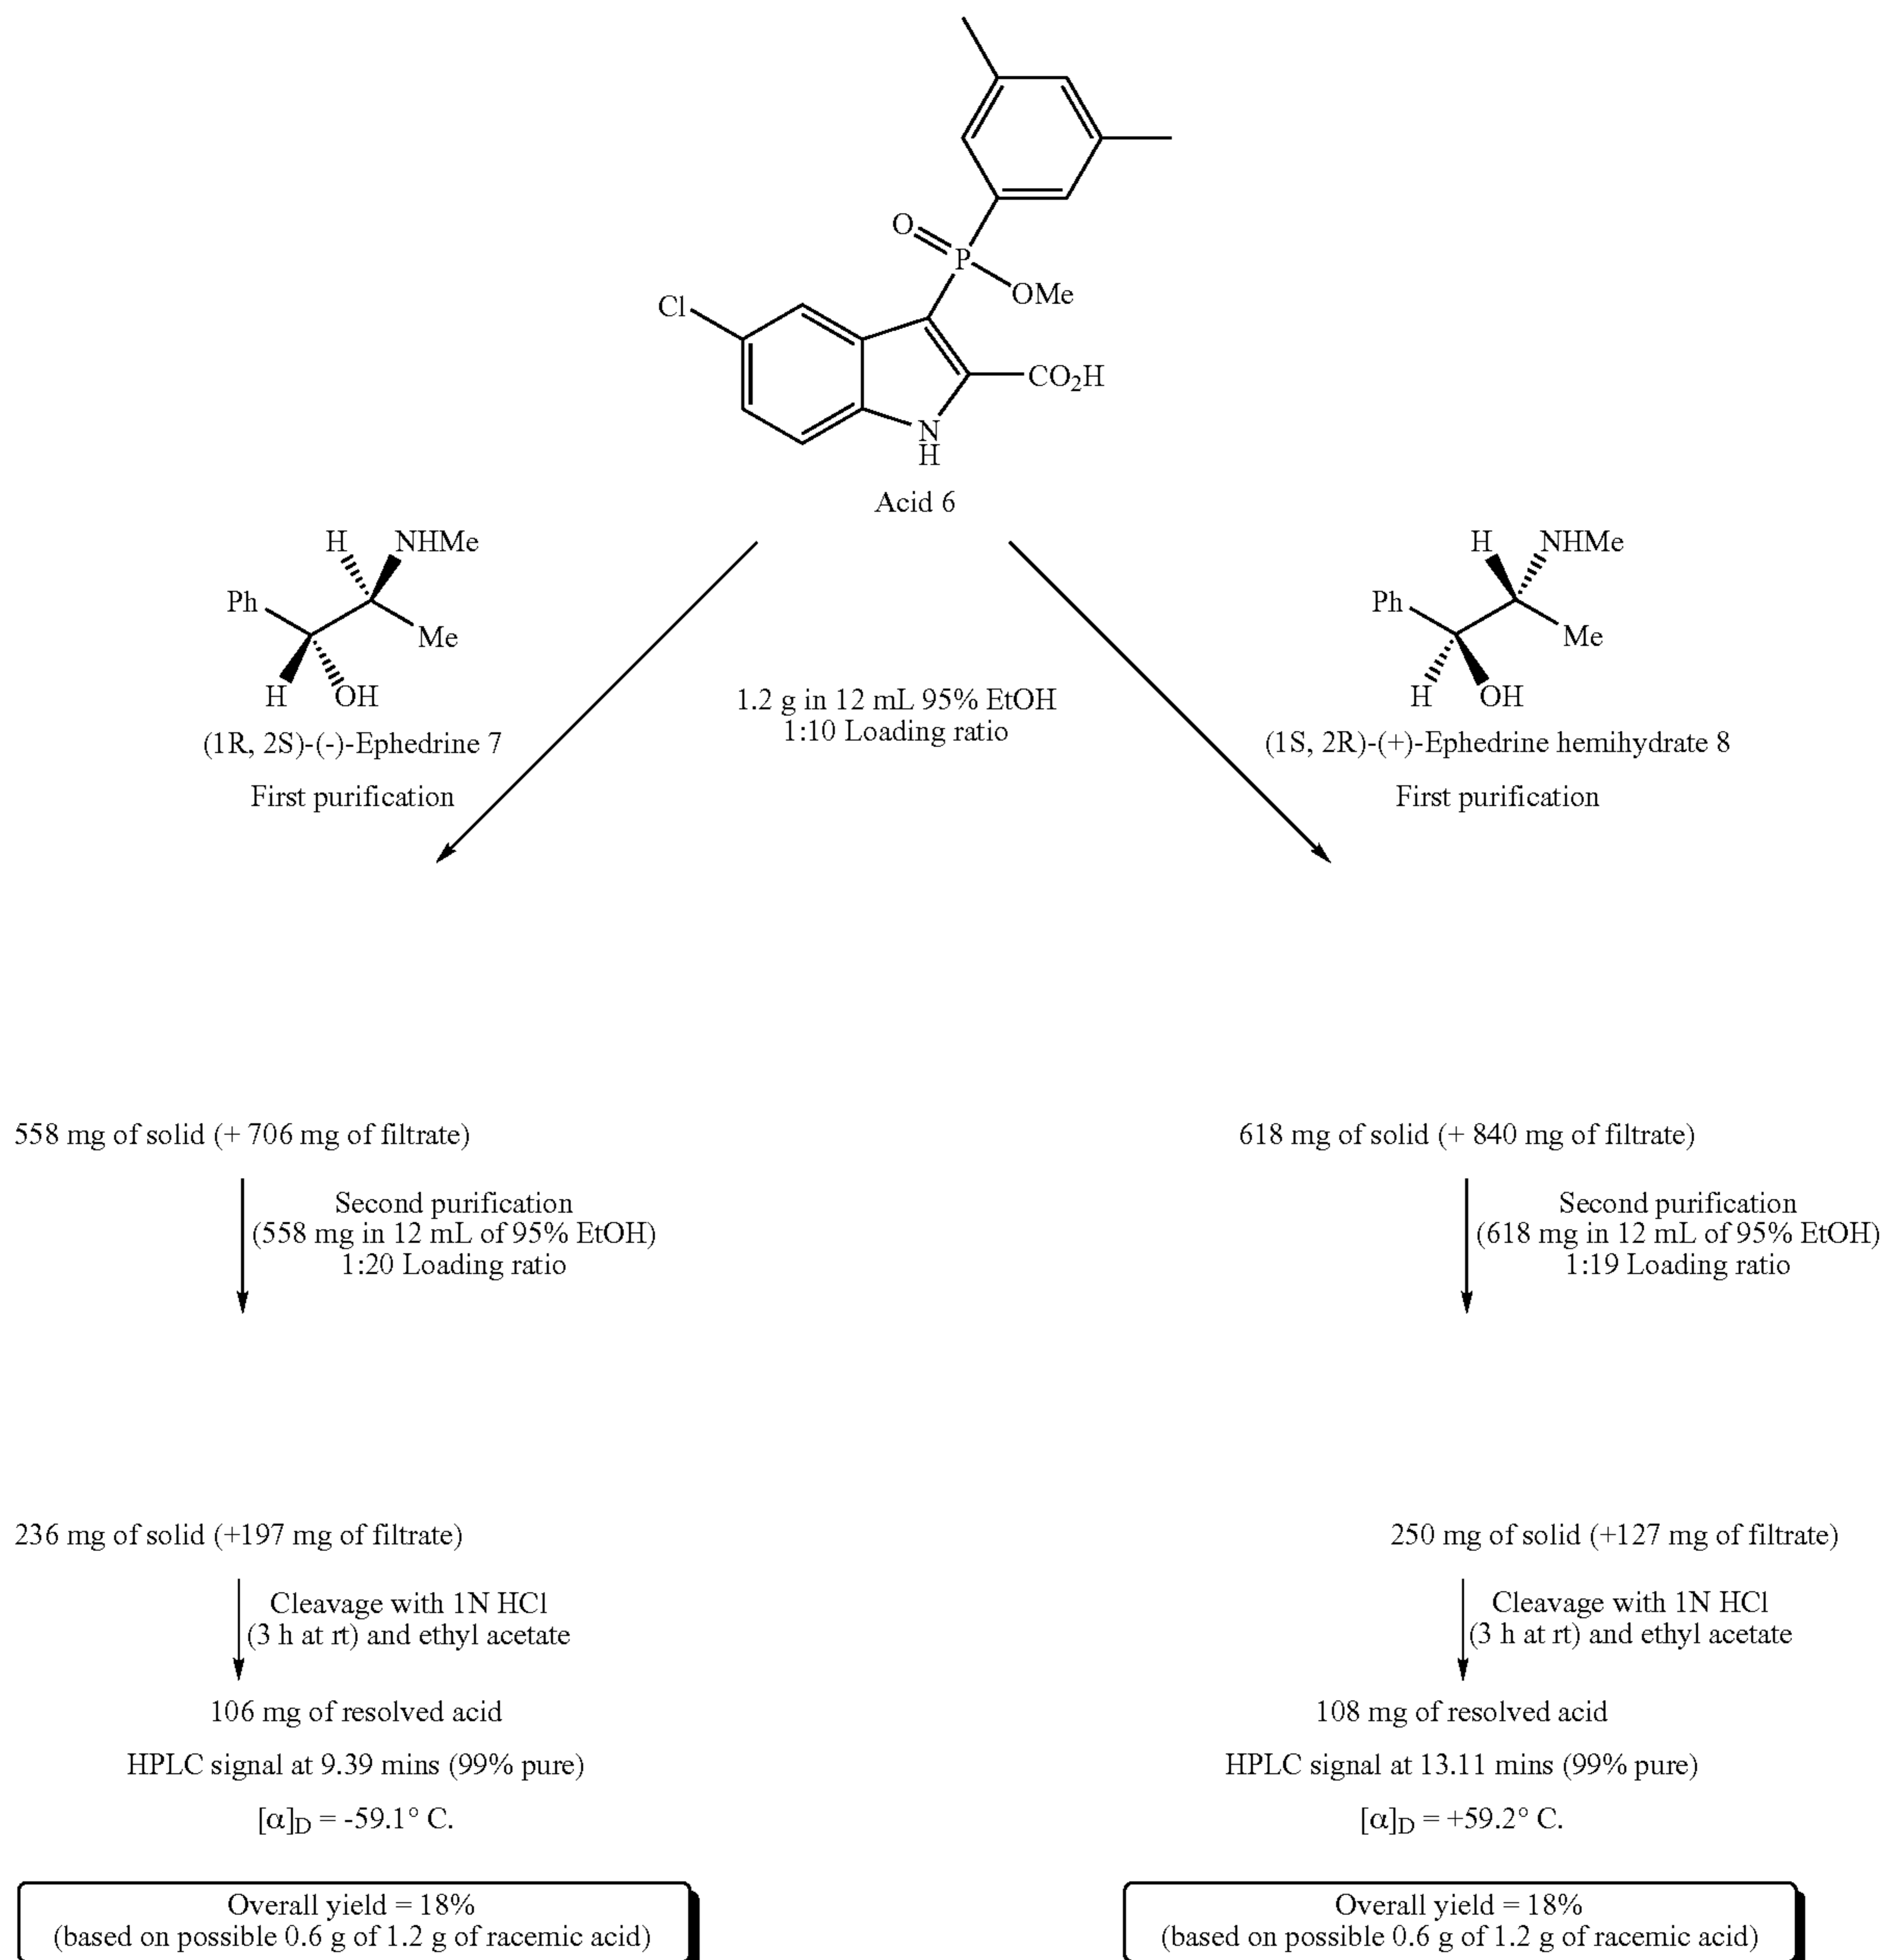 O
P
OMe
Cl
CO2H
N
H
Acid 6
H NHMe
Ph
Me
H OH
(1R, 2S)-(-)-Ephedrine 7
First purification
1.2 g in 12 mL 95% EtOH
1:10 Loading ratio
H NHMe
Ph
Me
H OH
(1S, 2R)-(+)-Ephedrine hemihydrate 8
First purification
558 mg of solid (+ 706 mg of filtrate)
618 mg of solid (+ 840 mg of filtrate)
Second purification
(558 mg in 12 mL of 95% EtOH)
1:20 Loading ratio
Second purification
(618 mg in 12 mL of 95% EtOH)
1:19 Loading ratio
236 mg of solid (+197 mg of filtrate)
250 mg of solid (+127 mg of filtrate)
Cleavage with 1N HCl
(3 h at rt) and ethyl acetate
Cleavage with 1N HCl
(3 h at rt) and ethyl acetate
106 mg of resolved acid
HPLC signal at 9.39 mins (99% pure)
[α]D = -59.1° C.
108 mg of resolved acid
HPLC signal at 13.11 mins (99% pure)
[α]D = +59.2° C.
Overall yield = 18%
(based on possible 0.6 g of 1.2 g of racemic acid)
Overall yield = 18%
(based on possible 0.6 g of 1.2 g of racemic acid)